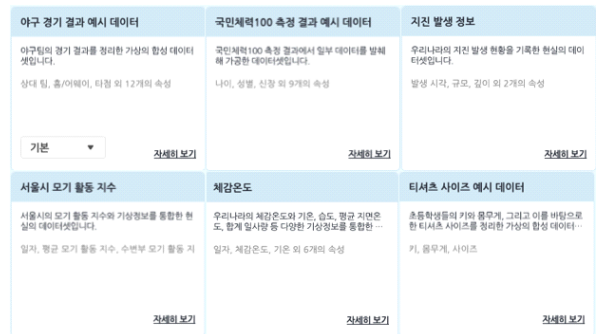 야구 경기 결과 예시 데이터
야구팀의 경기 결과를 정리한 가상의 합성 데이터
셋입니다.
상대 팀, 홈/어웨이, 타점 외 12개의 속성
기본
자세히 보기
국민체력100 측정 결과 예시 데이터
국민체력100 측정 결과에서 일부 데이터를 발췌
해 가공한 데이터셋입니다.
나이, 성별, 신장 외 9개의 속성
자세히 보기
지진 발생 정보
우리나라의 지진 발생 현황을 기록한 현실의 데이
터셋입니다.
발생 시각, 규모, 깊이 외 2개의 속성
자세히 보기
서울시 모기 활동 지수
서울시의 모기 활동 지수와 기상정보를 통합한 현
실의 데이터셋입니다.
일자, 평균 모기 활동 지수, 수변부 모기 활동 지
자세히 보기
체감온도
우리나라의 체감온도와 기온, 습도, 평균 지면온
도, 합계 일사량 등 다양한 기상정보를 통합한 …
일자, 체감온도, 기온 외 6개의 속성
자세히 보기
티셔츠 사이즈 예시 데이터
초등학생들의 키와 몸무게, 그리고 이를 바탕으로
한 티셔츠 사이즈를 정리한 가상의 합성 데이터…
키, 몸무게, 사이즈
자세히 보기